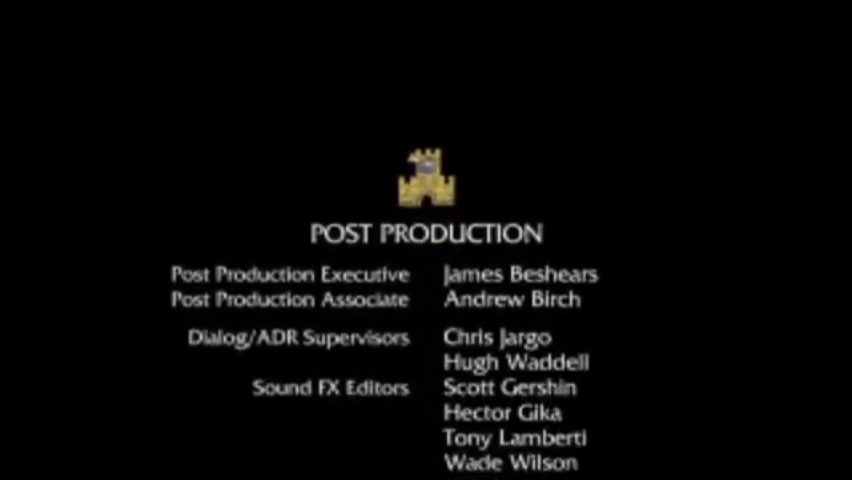 POST PRODUCTION
Post Production Executive James Beshears
Post Production Associate Andrew Birch
Dialog/ADR Supervisors Chris Jargo
Hugh Waddell
Sound FX Editors Scott Gershin
Hector Gika
Tony Lamberti
Wade Wilson